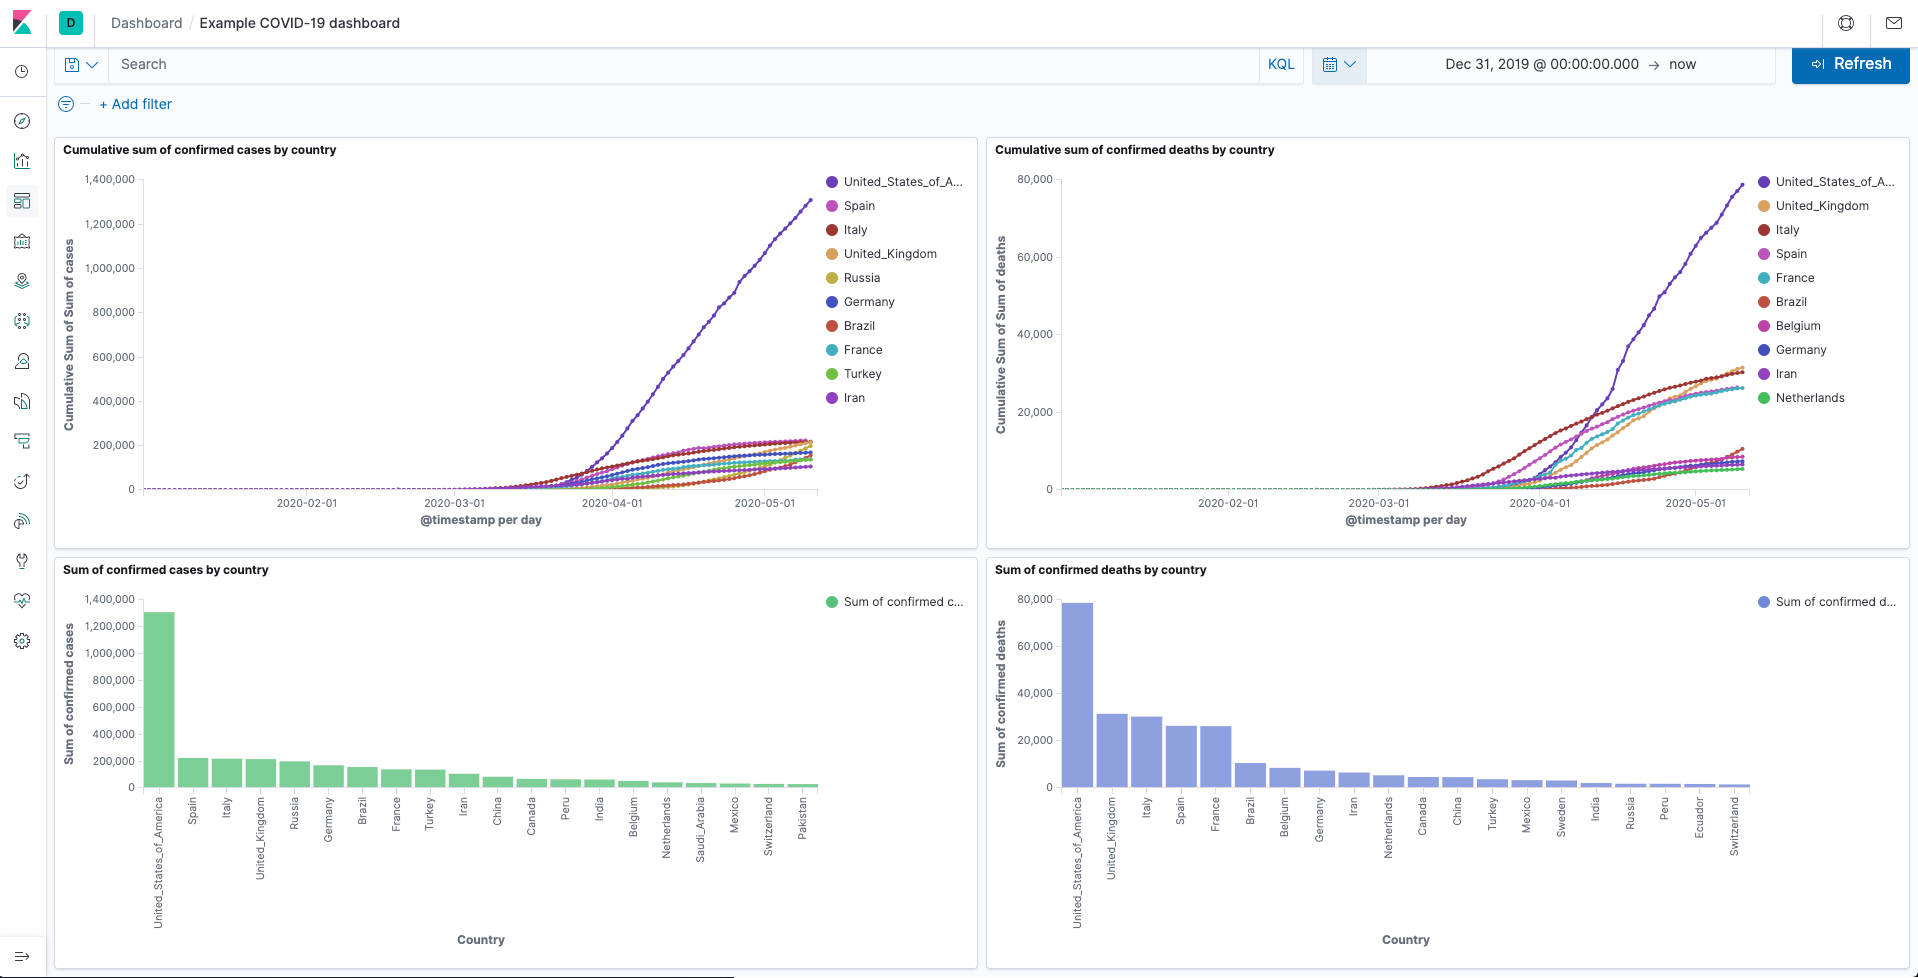 D Dashboard / Example COVID-19 dashboard
Search KQL Dec 31, 2019 @ 00:00:00.000 → now Refresh
+ Add filter
Cumulative sum of confirmed cases by country
Cumulative Sum of Sum of cases
1,400,000
1,200,000
1,000,000
800,000
600,000
400,000
200,000
0
2020-02-01 2020-03-01 2020-04-01 2020-05-01
@timestamp per day
United_States_of_A...
Spain
Italy
United_Kingdom
Russia
Germany
Brazil
France
Turkey
Iran
Cumulative sum of confirmed deaths by country
Cumulative Sum of Sum of deaths
80,000
60,000
40,000
20,000
0
2020-02-01 2020-03-01 2020-04-01 2020-05-01
@timestamp per day
United_States_of_A...
United_Kingdom
Italy
Spain
France
Brazil
Belgium
Germany
Iran
Netherlands
Sum of confirmed cases by country
Sum of confirmed cases
1,400,000
1,200,000
1,000,000
800,000
600,000
400,000
200,000
0
United_States_of_America
Spain
Italy
United_Kingdom
Russia
Germany
Brazil
France
Turkey
Iran
China
Canada
Peru
India
Belgium
Netherlands
Saudi_Arabia
Mexico
Switzerland
Pakistan
Country
Sum of confirmed c...
Sum of confirmed deaths by country
Sum of confirmed deaths
80,000
60,000
40,000
20,000
0
United_States_of_America
United_Kingdom
Italy
Spain
France
Brazil
Belgium
Germany
Iran
Netherlands
Canada
China
Turkey
Mexico
Sweden
India
Russia
Peru
Ecuador
Switzerland
Country
Sum of confirmed d...